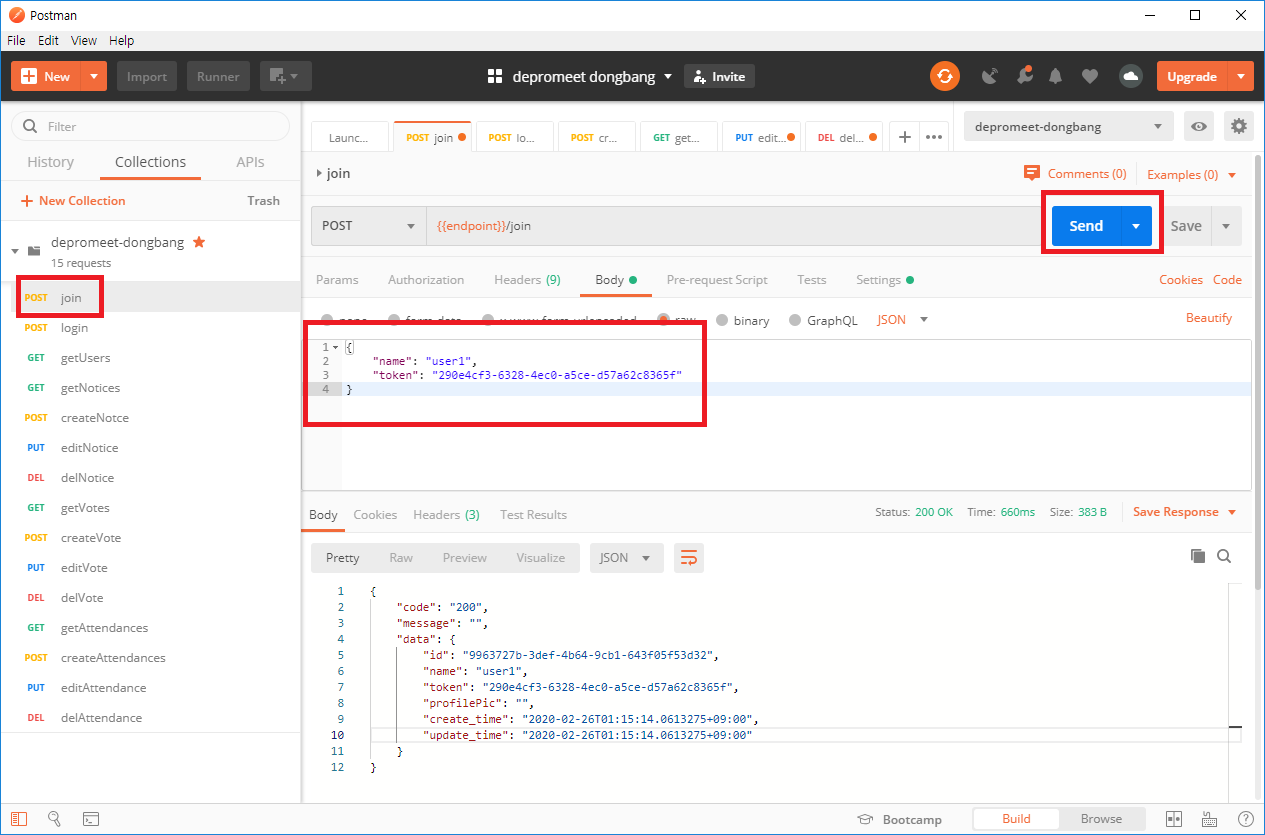 Postman
File Edit View Help
New Import Runner depromeet dongbang Invite Upgrade
Filter
History Collections APIs
New Collection Trash
depromeet-dongbang
15 requests
POST join
POST login
GET getUsers
GET getNotices
POST createNotce
PUT editNotice
DEL delNotice
GET getVotes
POST createVote
PUT editVote
DEL delVote
GET getAttendances
POST createAttendances
PUT editAttendance
DEL delAttendance
Launc... POST join POST lo... POST cr... GET get... PUT edit... DEL del... depromeet-dongbang
join Comments (0) Examples (0)
POST {{endpoint}}/join Send Save
Params Authorization Headers (9) Body Pre-request Script Tests Settings Cookies Code
none form-data x-www-form-urlencoded raw binary GraphQL JSON Beautify
1 {
2 "name": "user1",
3 "token": "290e4cf3-6328-4ec0-a5ce-d57a62c8365f"
4 }
Body Cookies Headers (3) Test Results Status: 200 OK Time: 660ms Size: 383 B Save Response
Pretty Raw Preview Visualize JSON
1 {
2 "code": "200",
3 "message": "",
4 "data": {
5 "id": "9963727b-3def-4b64-9cb1-643f05f53d32",
6 "name": "user1",
7 "token": "290e4cf3-6328-4ec0-a5ce-d57a62c8365f",
8 "profilePic": "",
9 "create_time": "2020-02-26T01:15:14.0613275+09:00",
10 "update_time": "2020-02-26T01:15:14.0613275+09:00"
11 }
12 }
Bootcamp Build Browse